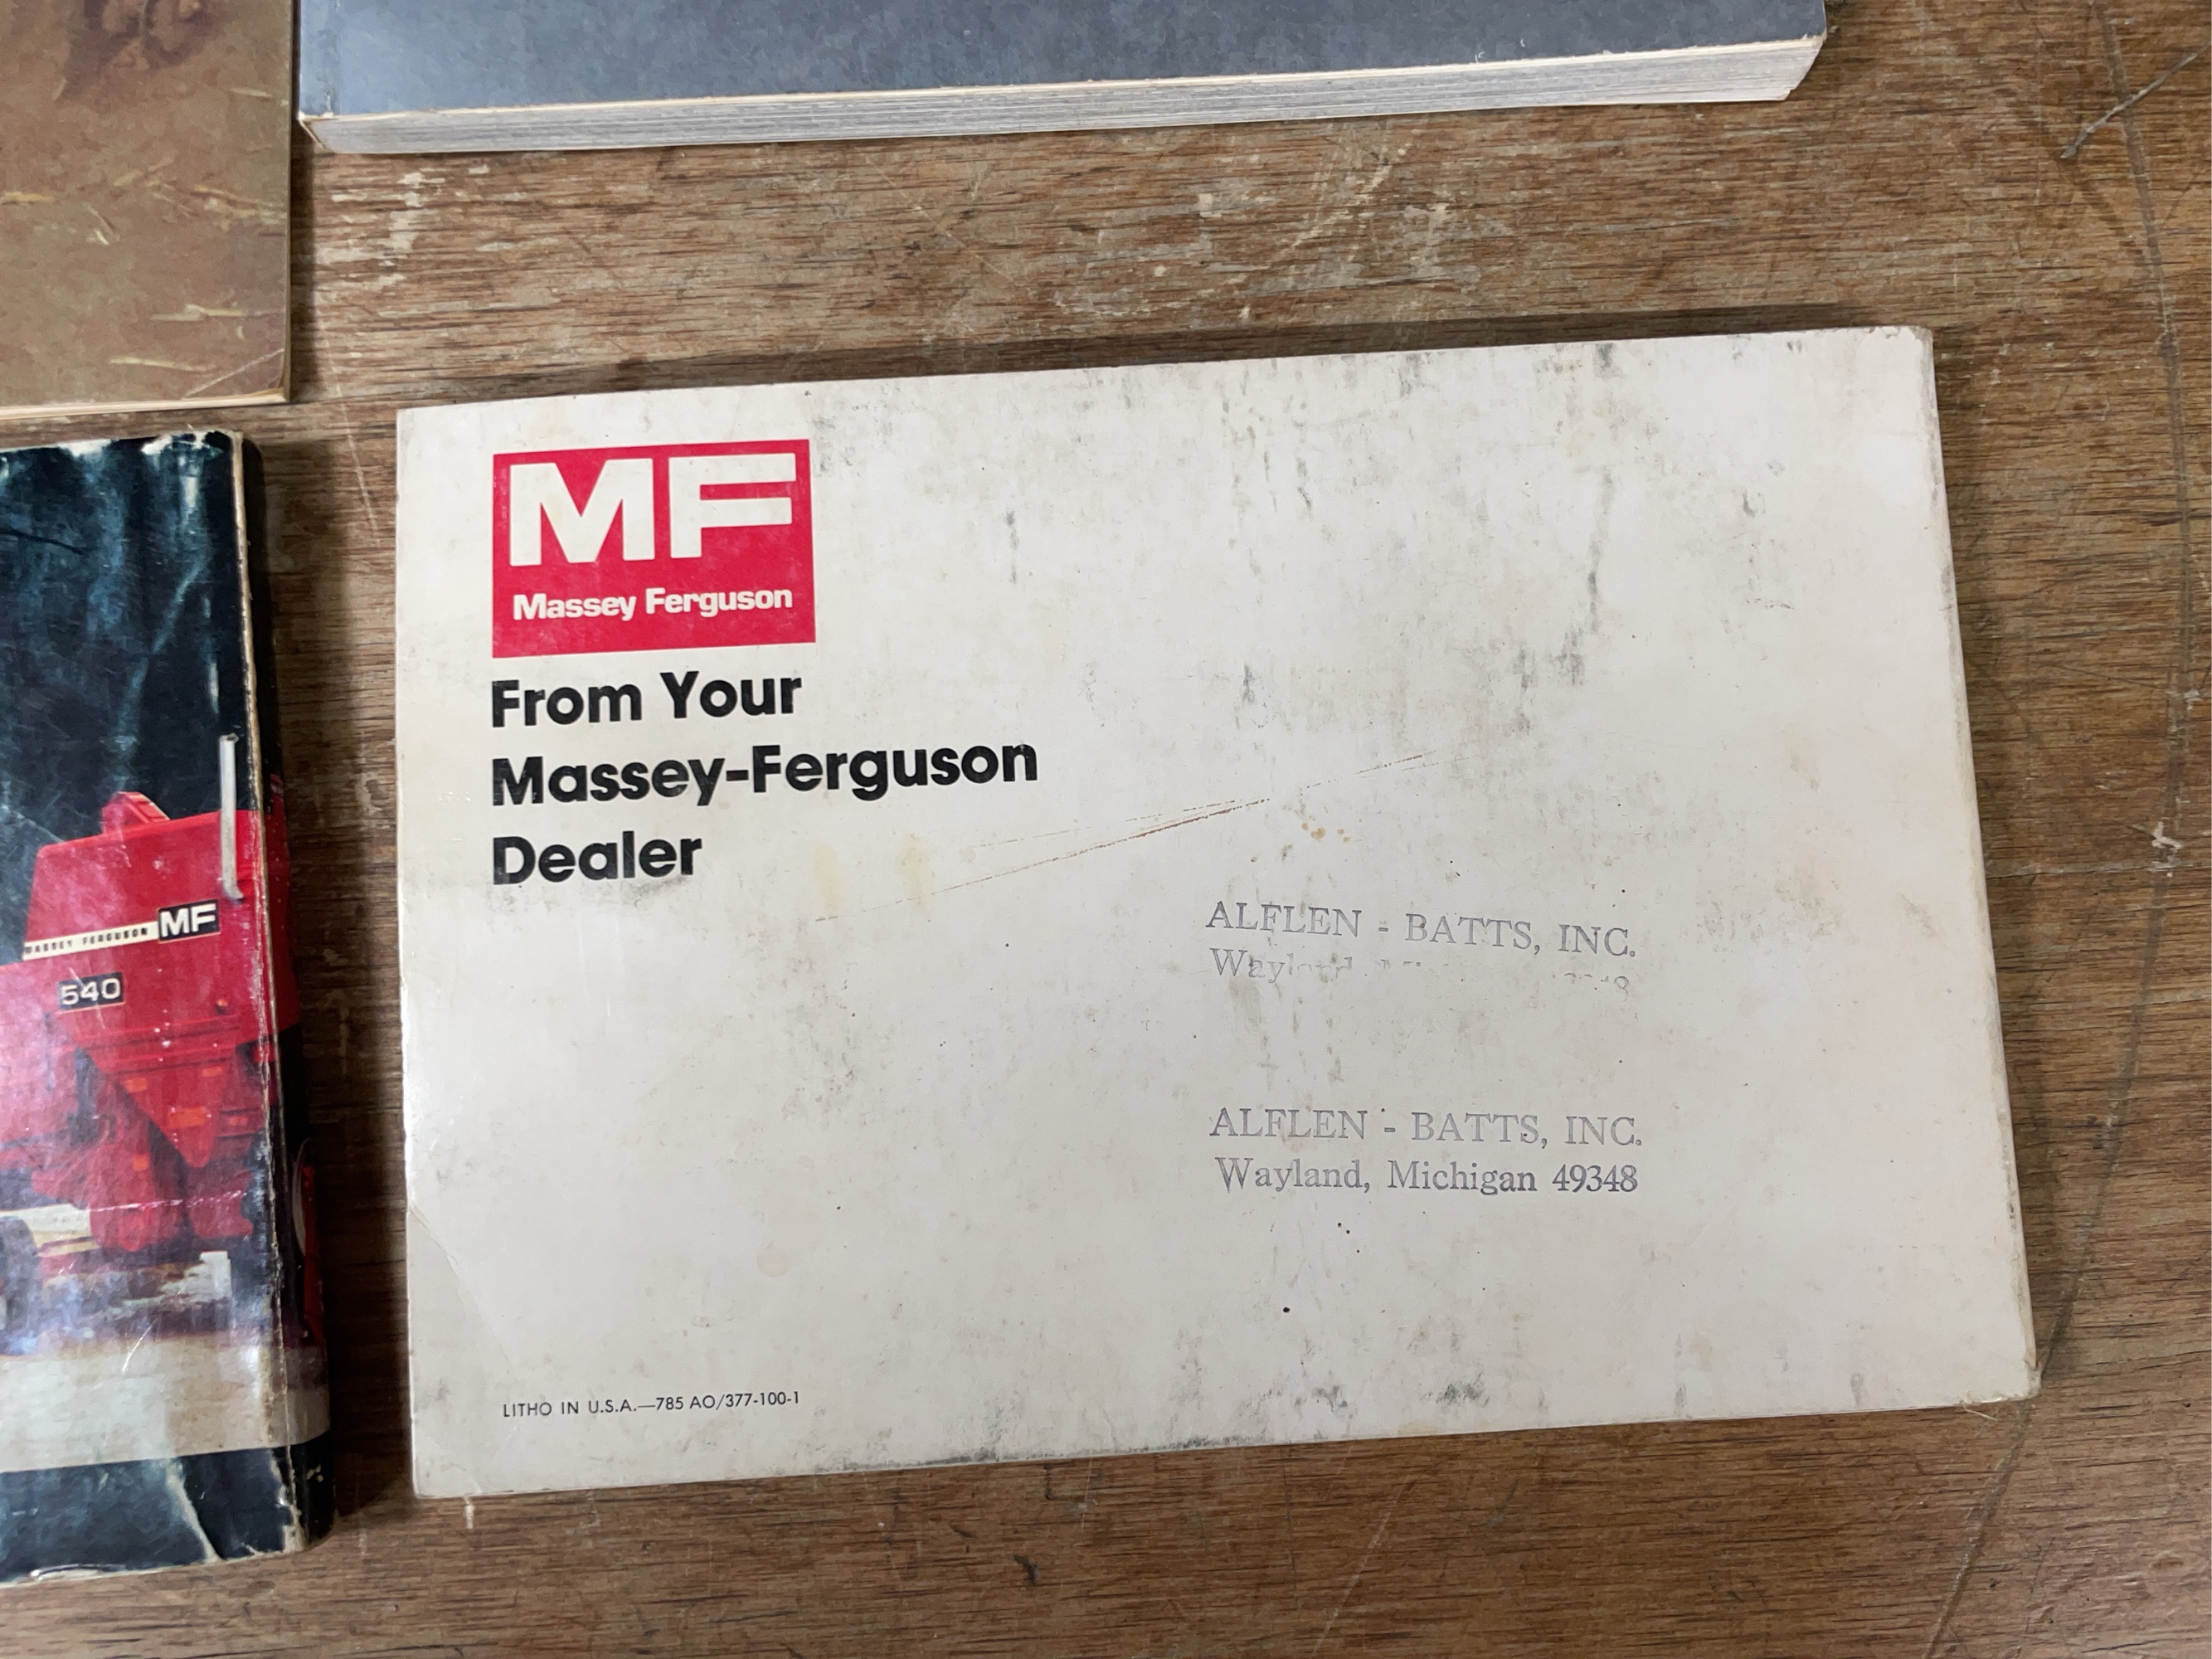 MF
Massey Ferguson
From Your
Massey-Ferguson
Dealer
MASSEY FERGUSON MF
540
ALFLEN - BATTS, INC.
ALFLEN - BATTS, INC.
Wayland, Michigan 49348
LITHO IN U.S.A.—785 AO/377-100-1